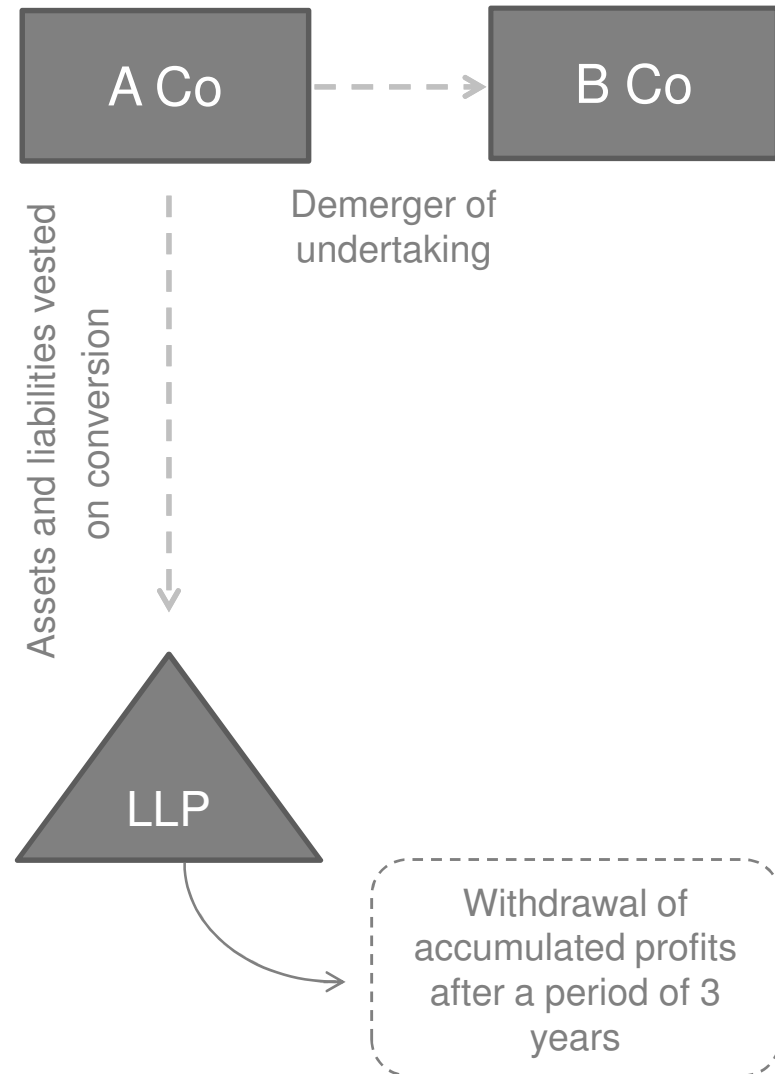 A Co
B Co
Demerger of
undertaking
Assets and liabilities vested
on conversion
LLP
Withdrawal of
accumulated profits
after a period of 3
years